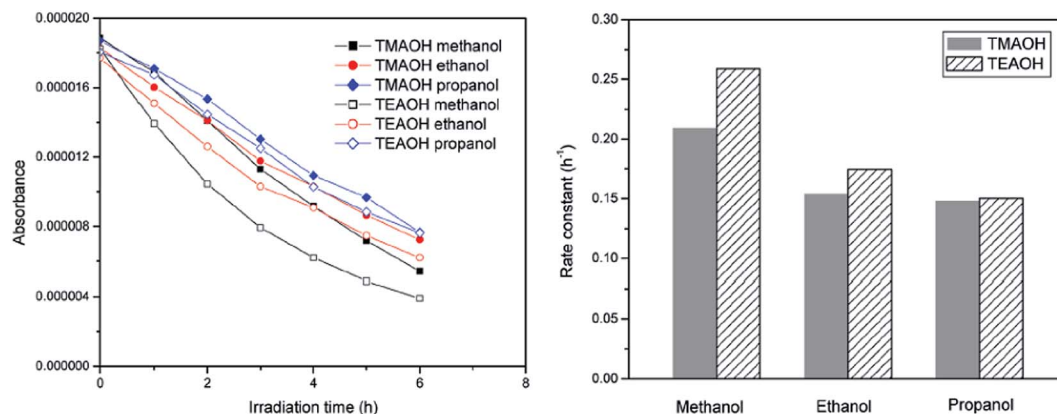 0.000020
0.000016
0.000012
0.000008
0.000004
0.000000
Absorbance
0 2 4 6 8
Irradiation time (h)
TMAOH methanol
TMAOH ethanol
TMAOH propanol
TEAOH methanol
TEAOH ethanol
TEAOH propanol
0.30
0.25
0.20
0.15
0.10
0.05
0.00
Rate constant (h⁻¹)
TMAOH
TEAOH
Methanol Ethanol Propanol